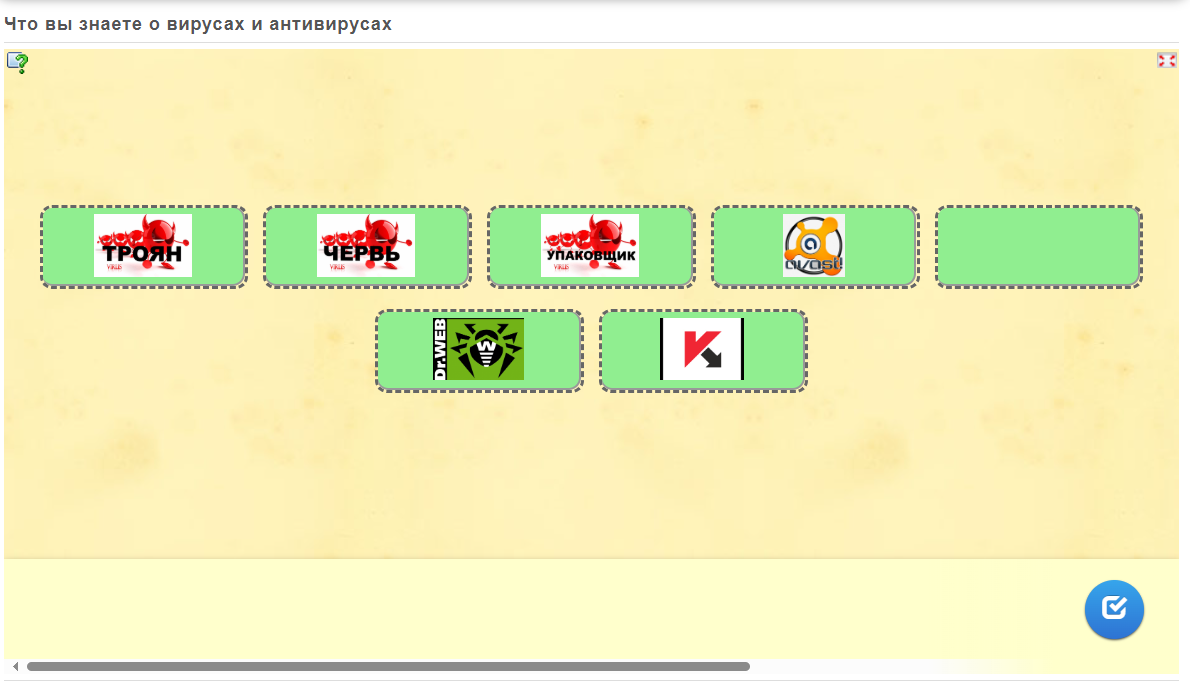 Что вы знаете о вирусах и антивирусах
ТРОЯН
ЧЕРВЬ
УПАКОВЩИК
a
avast!
Dr.WEB
W